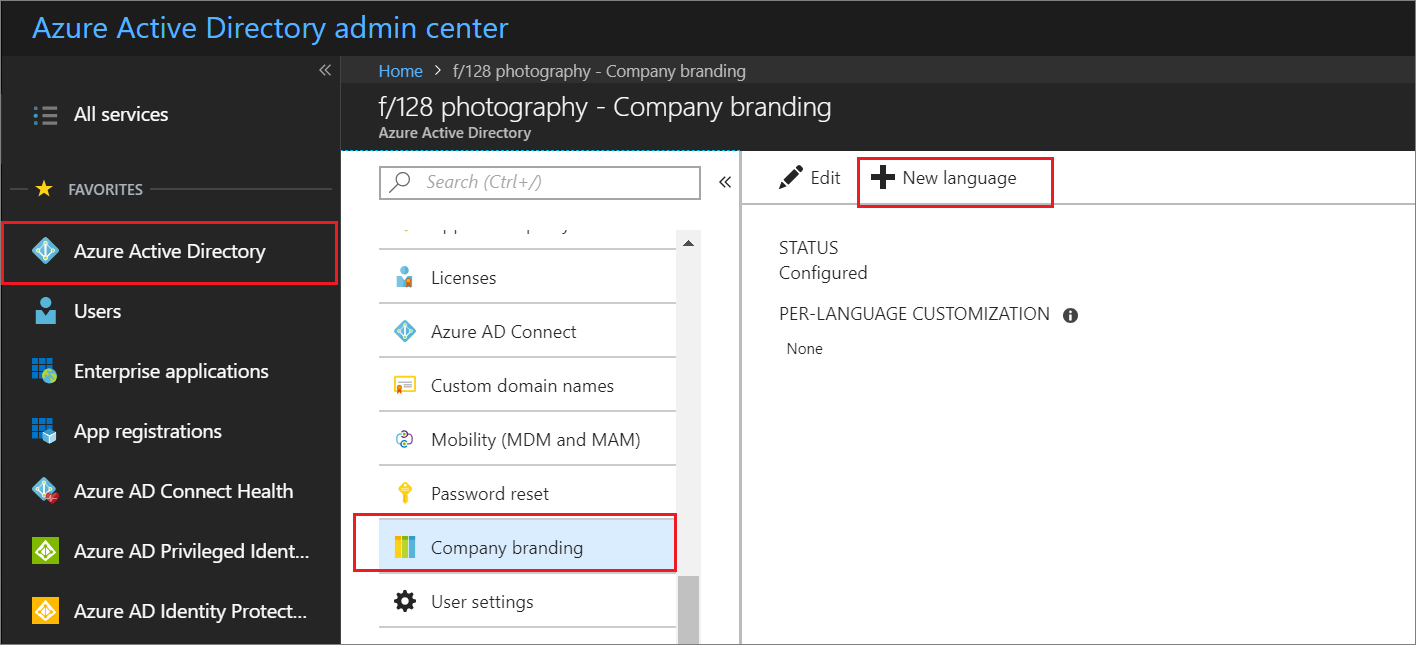 Azure Active Directory admin center
All services
FAVORITES
Azure Active Directory
Users
Enterprise applications
App registrations
Azure AD Connect Health
Azure AD Privileged Ident...
Azure AD Identity Protect...
Home > f/128 photography - Company branding
f/128 photography - Company branding
Azure Active Directory
Search (Ctrl+/)
Licenses
Azure AD Connect
Custom domain names
Mobility (MDM and MAM)
Password reset
Company branding
User settings
Edit
New language
STATUS
Configured
PER-LANGUAGE CUSTOMIZATION
None